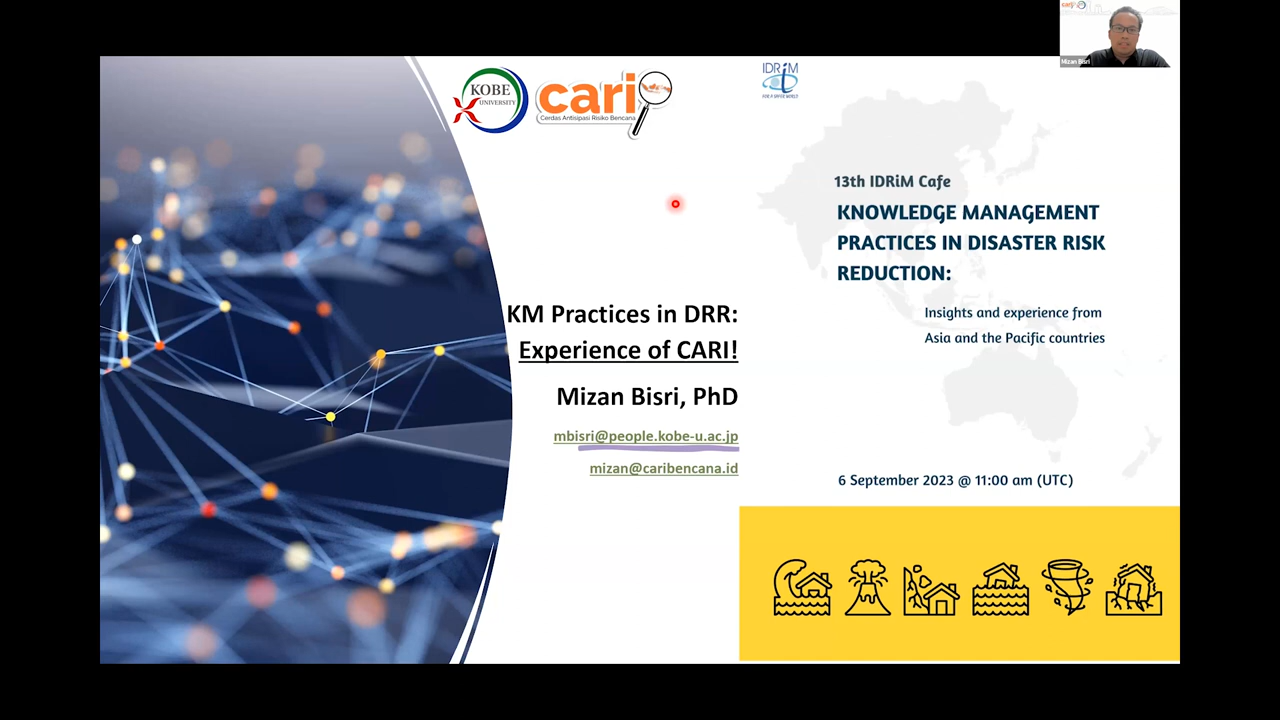 KOBE
UNIVERSITY
cari
Cerdas Antisipasi Risiko Bencana
IDRiM
FOR A SAFER WORLD
cari
Mizan Bisri
13th IDRiM Cafe
KNOWLEDGE MANAGEMENT
PRACTICES IN DISASTER RISK
REDUCTION:
Insights and experience from
Asia and the Pacific countries
KM Practices in DRR:
Experience of CARI!
Mizan Bisri, PhD
mbisri@people.kobe-u.ac.jp
mizan@caribencana.id
6 September 2023 @ 11:00 am (UTC)